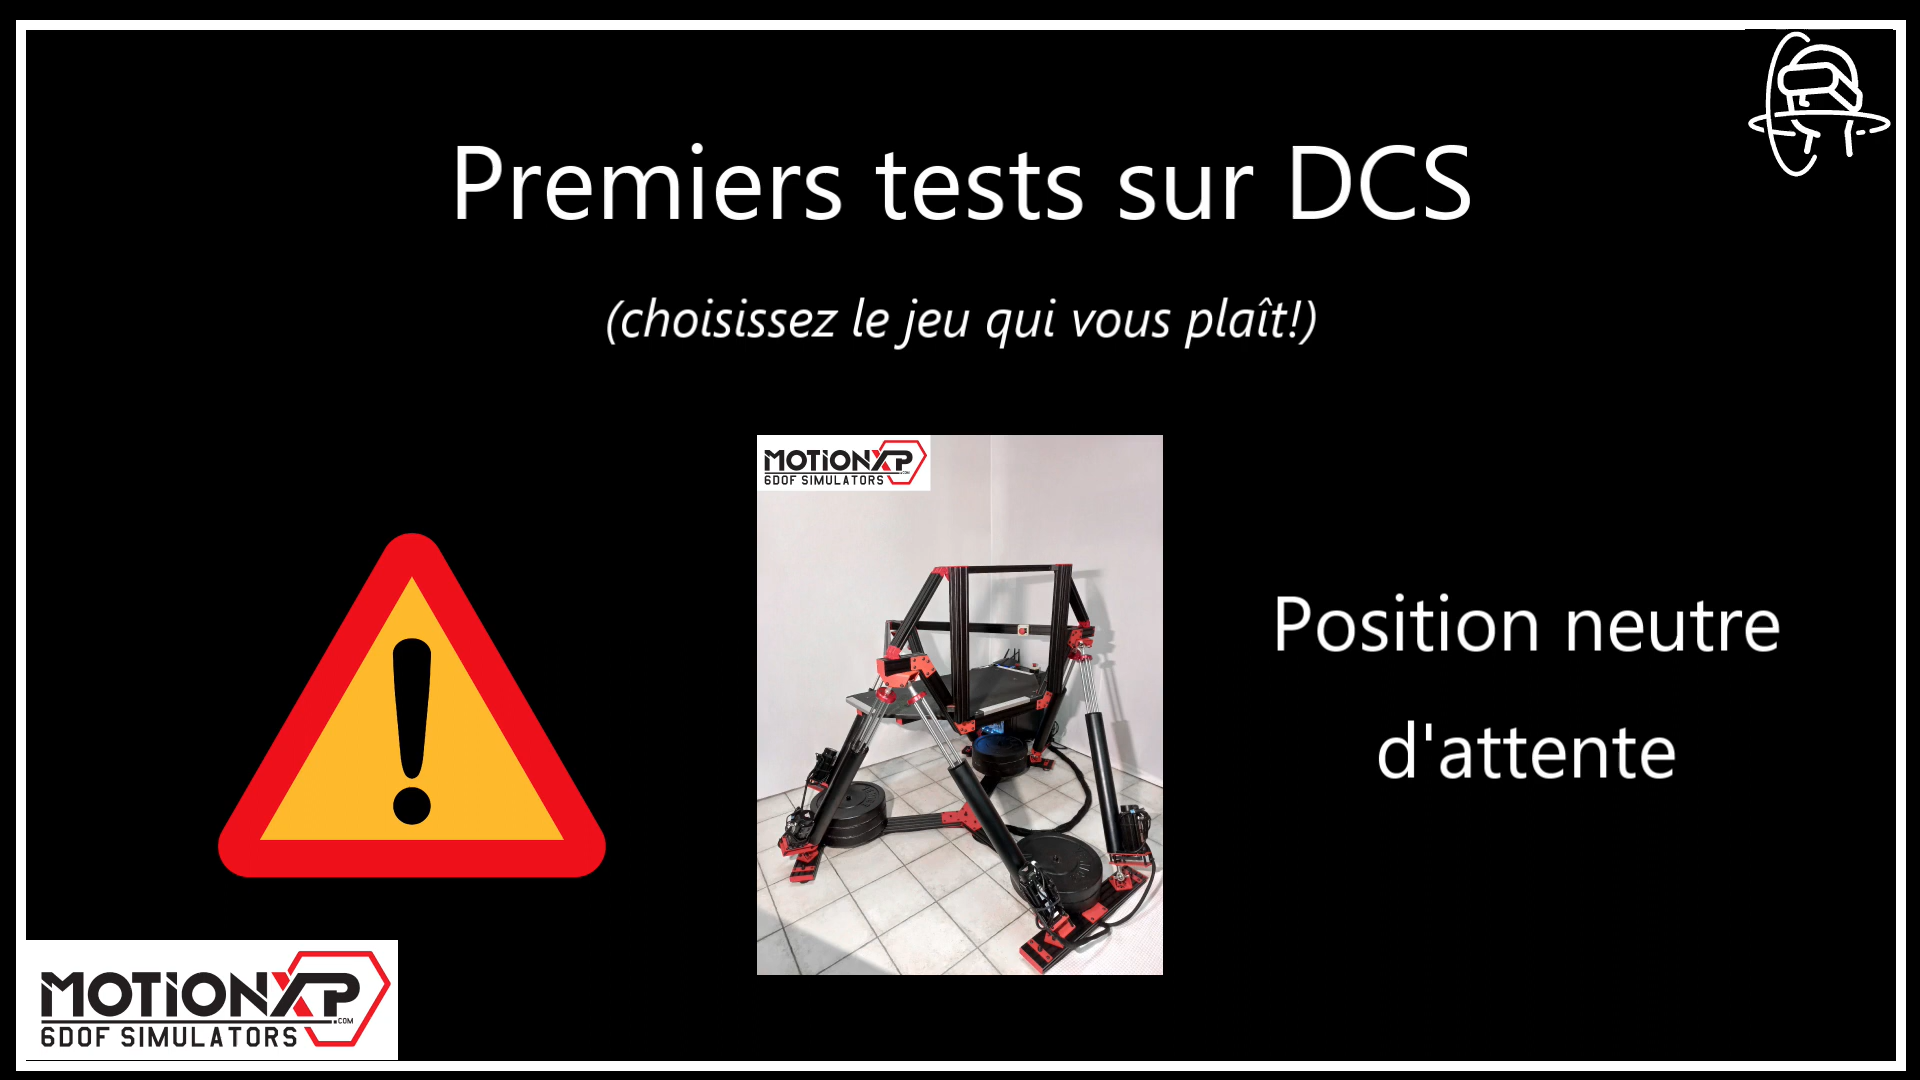 Premiers tests sur DCS
(choisissez le jeu qui vous plaît!)
MOTIONXP
.COM
6DOF SIMULATORS
Position neutre
d'attente
MOTIONXP
.COM
6DOF SIMULATORS